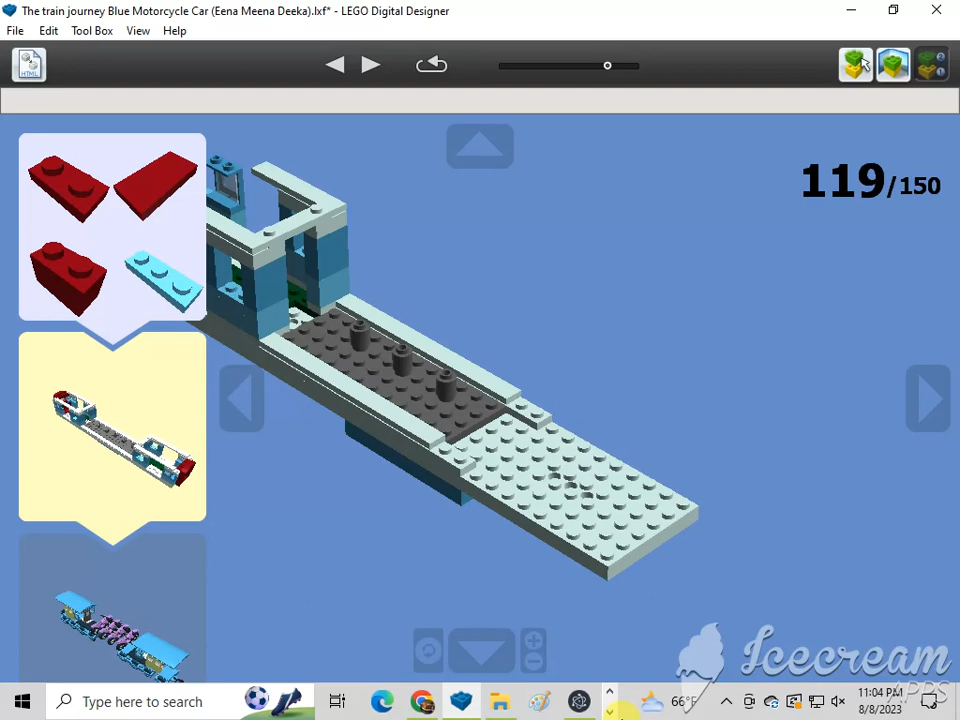 The train journey Blue Motorcycle Car (Eena Meena Deeka).lxf* - LEGO Digital Designer
File Edit Tool Box View Help
HTML
119/150
Icecream
APPS
Type here to search
66°F
11:04 PM
8/8/2023